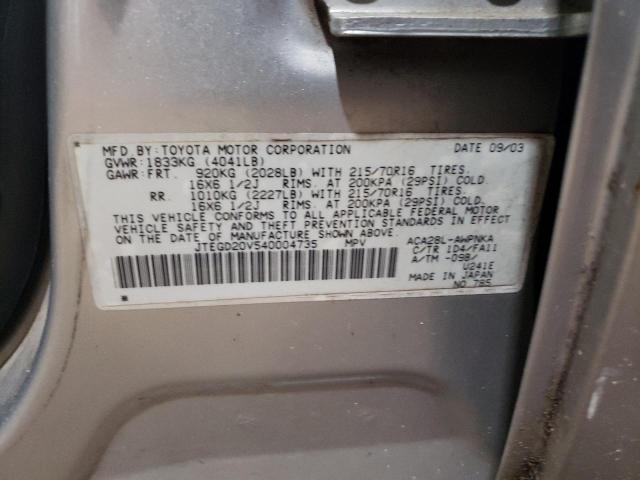 MFD BY: TOYOTA MOTOR CORPORATION DATE 09/03
GVWR: 1833KG (4041LB)
GAWR: FRT. 920KG (2028LB) WITH 215/70R16 TIRES.
16X6 1/2J RIMS. AT 200KPA (29PSI) COLD.
RR. 1010KG (2227LB) WITH 215/70R16 TIRES.
16X6 1/2J RIMS. AT 200KPA (29PSI) COLD.
THIS VEHICLE CONFORMS TO ALL APPLICABLE FEDERAL MOTOR
VEHICLE SAFETY AND THEFT PREVENTION STANDARDS IN EFFECT
ON THE DATE OF MANUFACTURE SHOWN ABOVE.
JTEGD20V540004735 MPV
ACA28L-AWPNKA
C/TR 1D4/FA11
A/TM -09B/
U241E
MADE IN JAPAN
NO 785